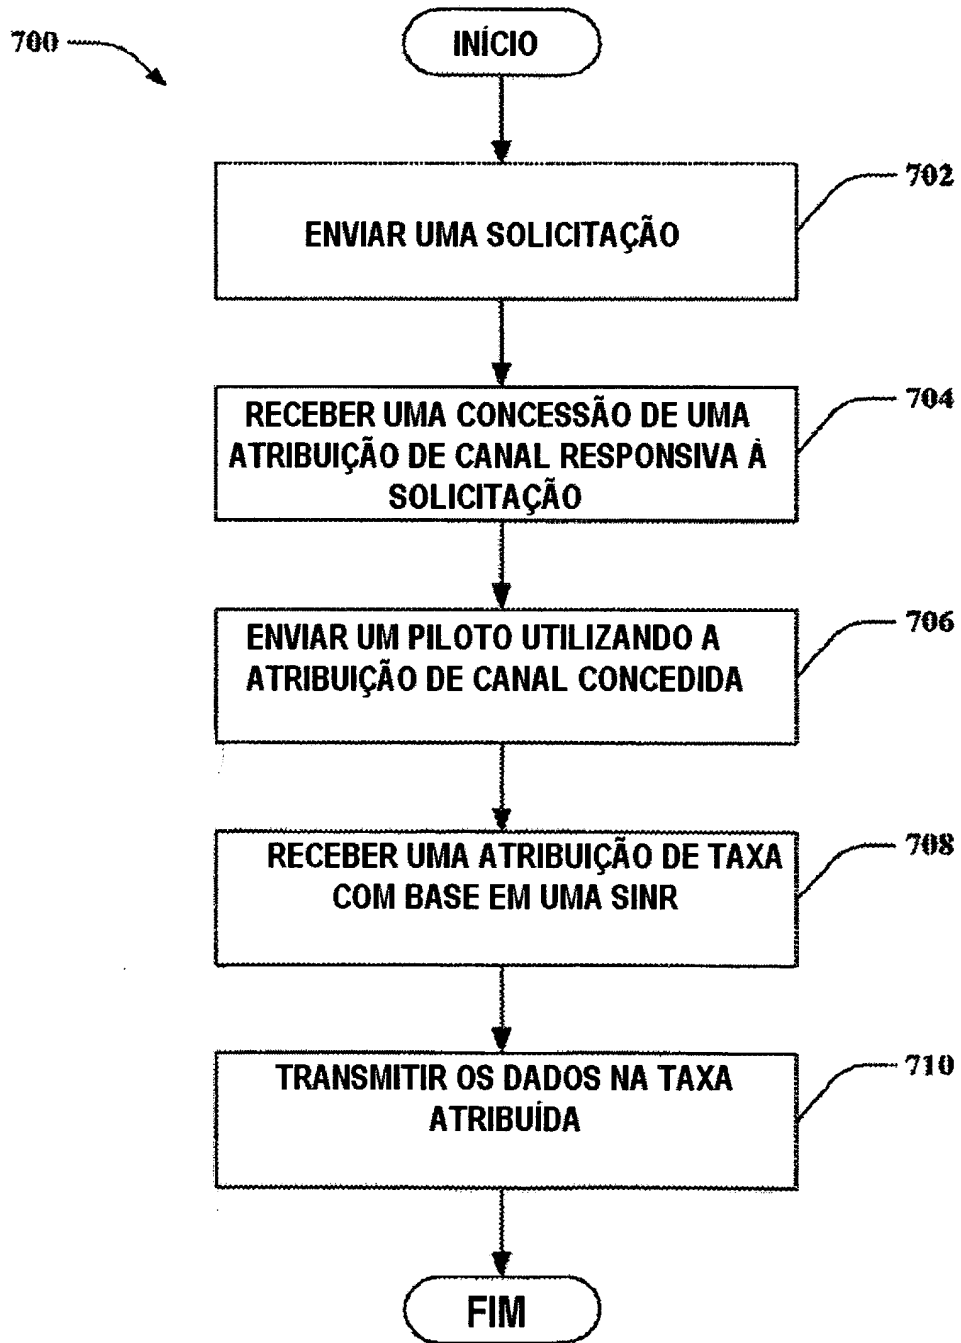 700
INÍCIO
702
ENVIAR UMA SOLICITAÇÃO
704
RECEBER UMA CONCESSÃO DE UMA
ATRIBUIÇÃO DE CANAL RESPONSIVA À
SOLICITAÇÃO
706
ENVIAR UM PILOTO UTILIZANDO A
ATRIBUIÇÃO DE CANAL CONCEDIDA
708
RECEBER UMA ATRIBUIÇÃO DE TAXA
COM BASE EM UMA SINR
710
TRANSMITIR OS DADOS NA TAXA
ATRIBUÍDA
FIM